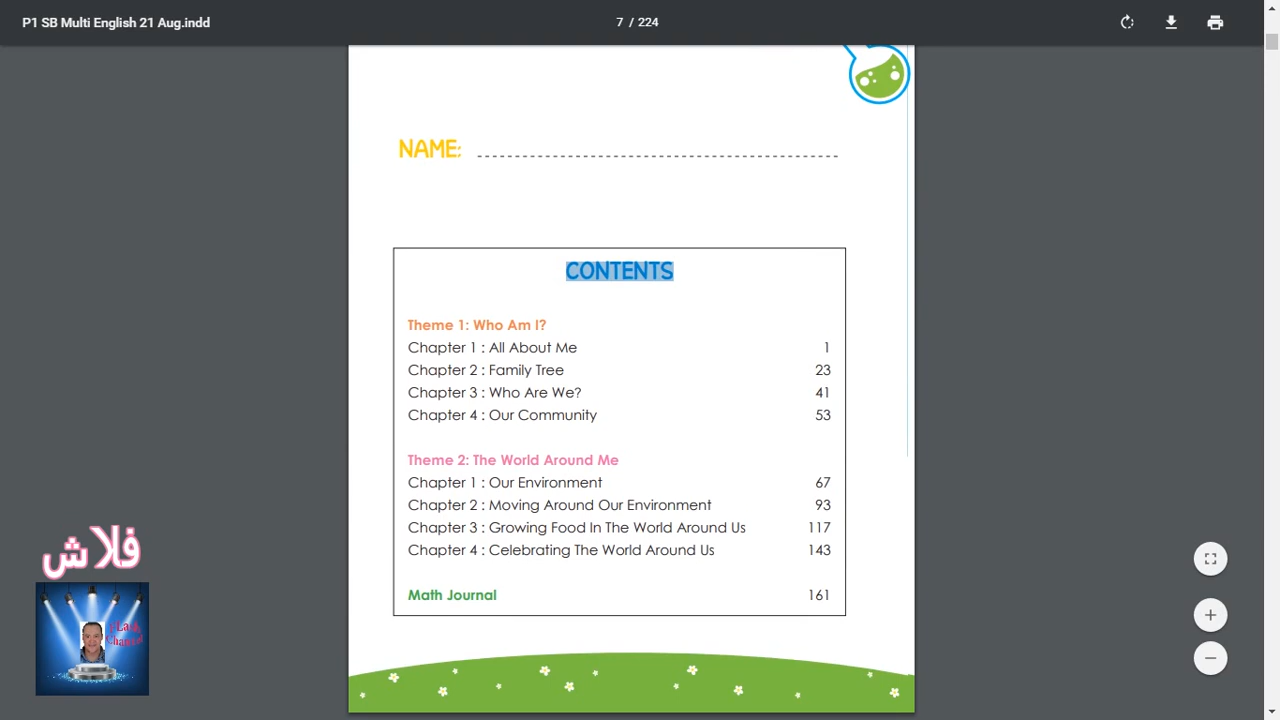 P1 SB Multi English 21 Aug.indd
7 / 224
NAME:
CONTENTS
Theme 1: Who Am I?
Chapter 1 : All About Me 1
Chapter 2 : Family Tree 23
Chapter 3 : Who Are We? 41
Chapter 4 : Our Community 53
Theme 2: The World Around Me
Chapter 1 : Our Environment 67
Chapter 2 : Moving Around Our Environment 93
Chapter 3 : Growing Food In The World Around Us 117
Chapter 4 : Celebrating The World Around Us 143
Math Journal 161
فلاش